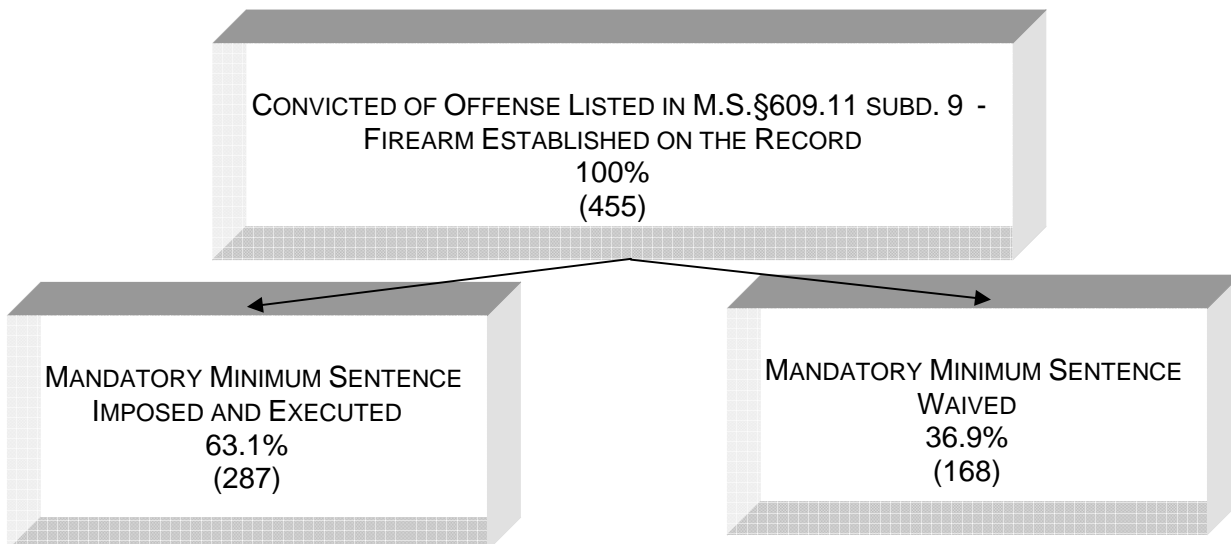 CONVICTED OF OFFENSE LISTED IN M.S.§609.11 SUBD. 9 -
FIREARM ESTABLISHED ON THE RECORD
100%
(455)
MANDATORY MINIMUM SENTENCE
IMPOSED AND EXECUTED
63.1%
(287)
MANDATORY MINIMUM SENTENCE
WAIVED
36.9%
(168)